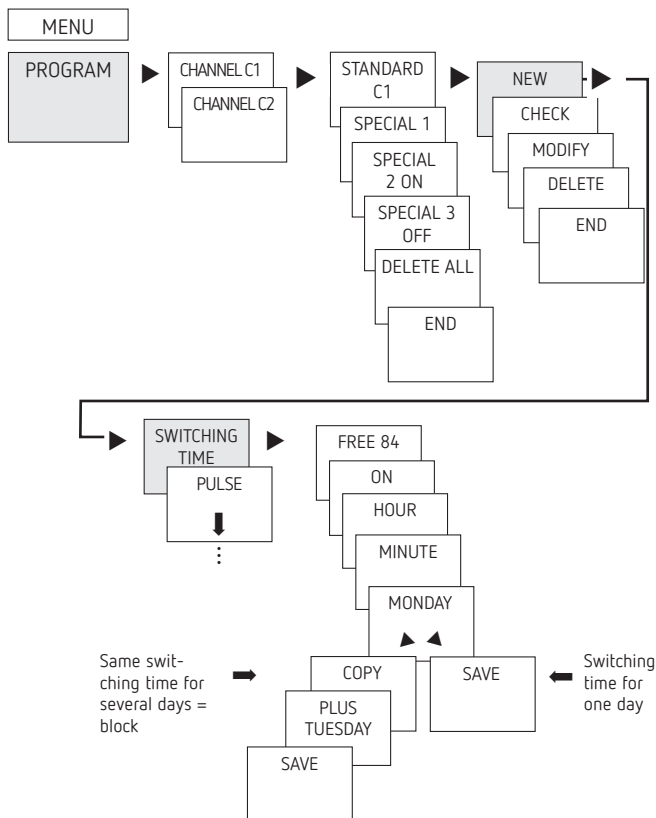 MENU
PROGRAM
CHANNEL C1
CHANNEL C2
STANDARD
C1
SPECIAL 1
SPECIAL
2 ON
SPECIAL 3
OFF
DELETE ALL
END
NEW
CHECK
MODIFY
DELETE
END
SWITCHING
TIME
PULSE
FREE 84
ON
HOUR
MINUTE
MONDAY
Same swit-
ching time for
several days =
block
COPY
PLUS
TUESDAY
SAVE
SAVE
Switching
time for
one day